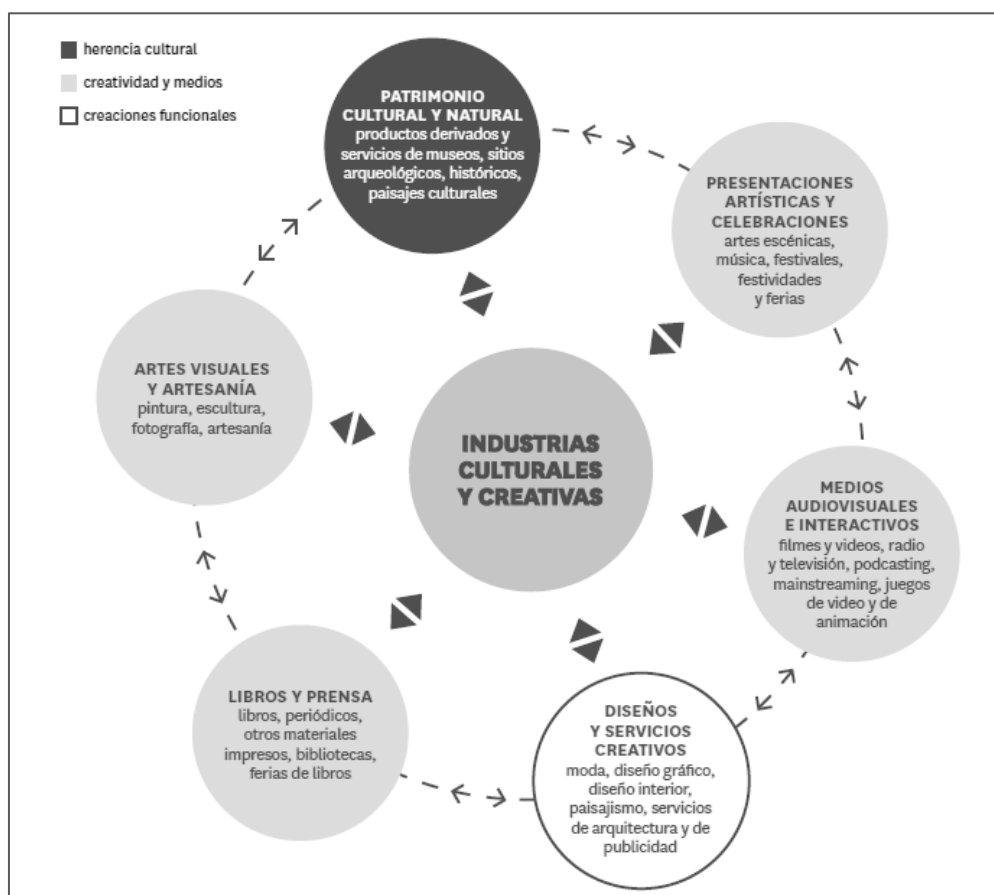 herencia cultural
creatividad y medios
creaciones funcionales
PATRIMONIO
CULTURAL Y NATURAL
productos derivados y
servicios de museos, sitios
arqueológicos, históricos,
paisajes culturales
PRESENTACIONES
ARTÍSTICAS Y
CELEBRACIONES
artes escénicas,
música, festivales,
festividades
y ferias
ARTES VISUALES
Y ARTESANÍA
pintura, escultura,
fotografía, artesanía
INDUSTRIAS
CULTURALES
Y CREATIVAS
MEDIOS
AUDIOVISUALES
E INTERACTIVOS
filmes y videos, radio
y televisión, podcasting,
mainstreaming, juegos
de video y de
animación
LIBROS Y PRENSA
libros, periódicos,
otros materiales
impresos, bibliotecas,
ferias de libros
DISEÑOS
Y SERVICIOS
CREATIVOS
moda, diseño gráfico,
diseño interior,
paisajismo, servicios
de arquitectura y de
publicidad